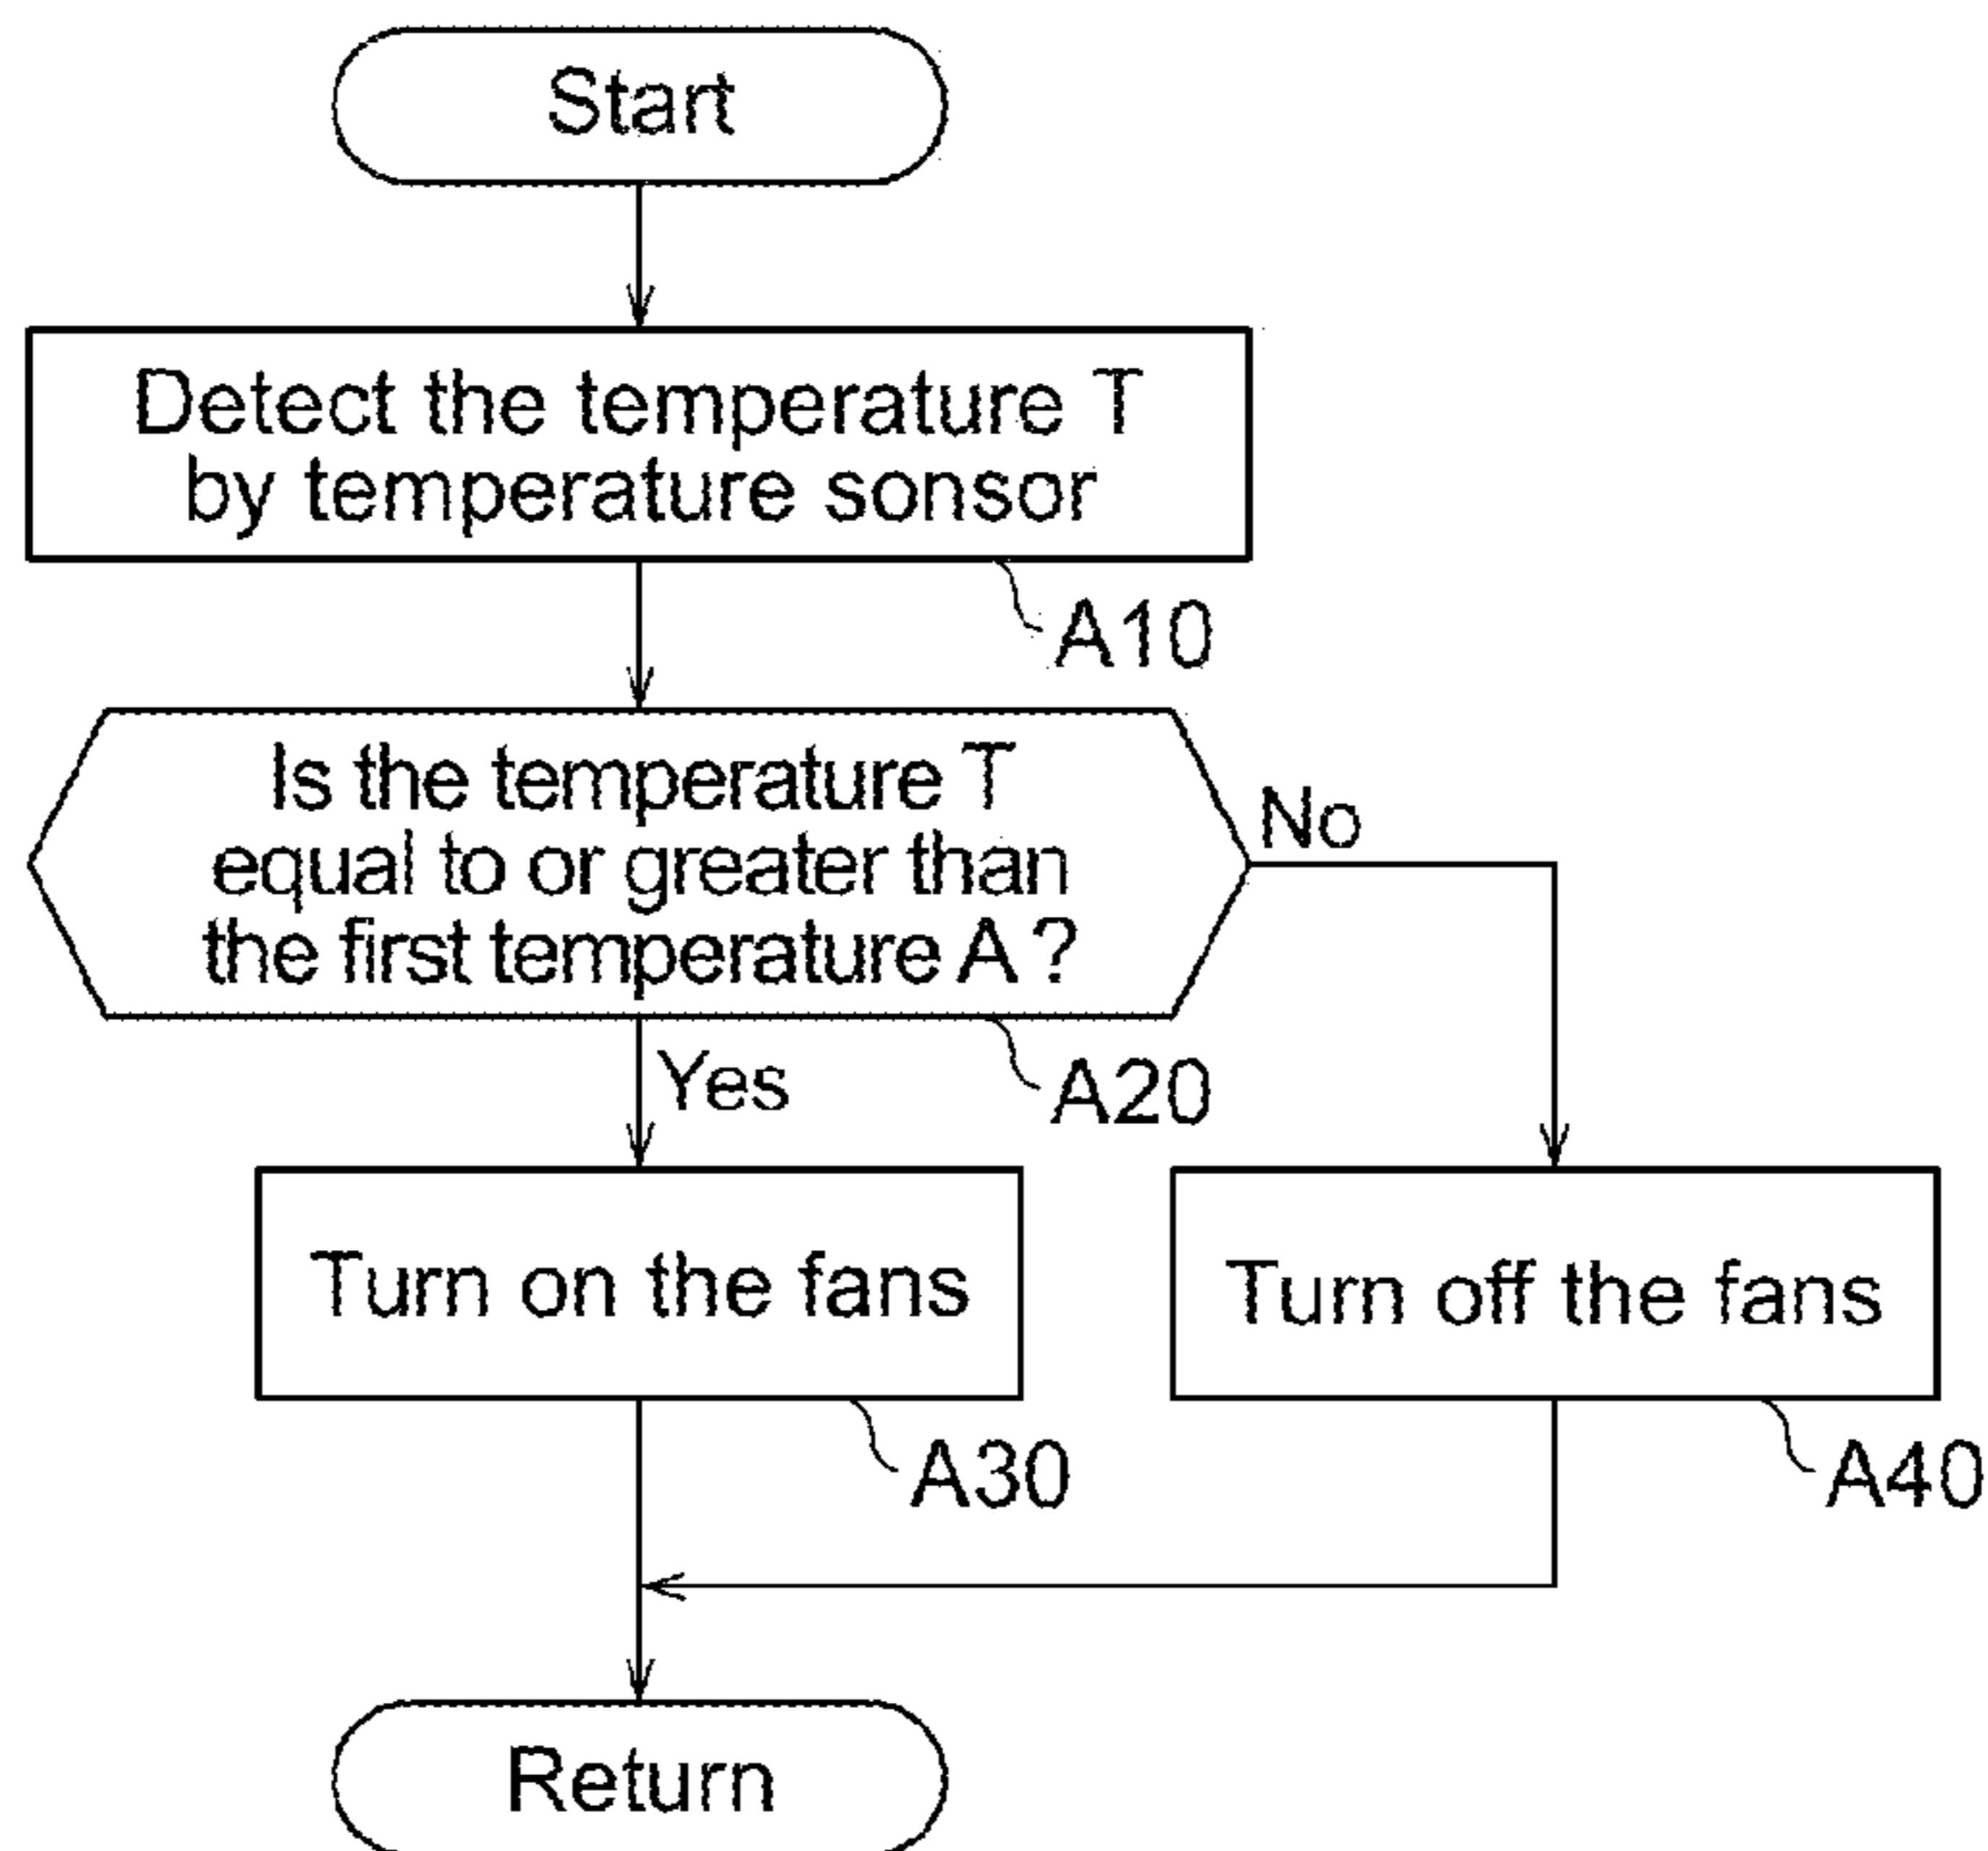 Start
Detect the temperature T
by temperature sonsor
A10
Is the temperature T
equal to or greater than
the first temperature A ?
No
Yes
A20
Turn on the fans
Turn off the fans
A30
A40
Return